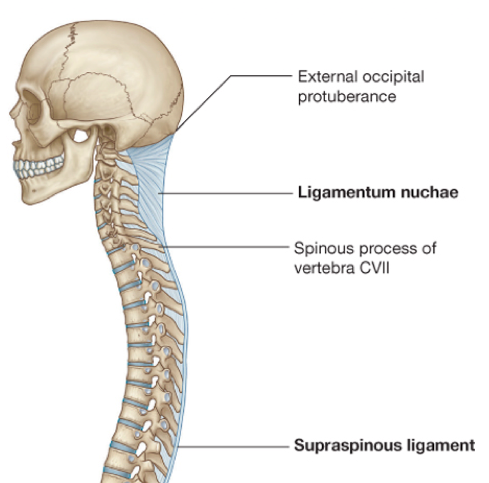 External occipital
protuberance
Ligamentum nuchae
Spinous process of
vertebra CVII
Supraspinous ligament